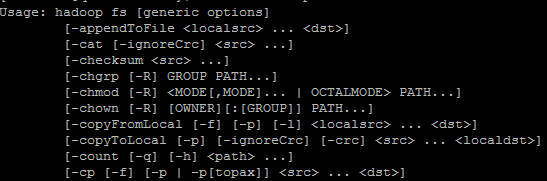 Usage: hadoop fs [generic options]
[-appendToFile <localsrc> ... <dst>]
[-cat [-ignoreCrc] <src> ...]
[-checksum <src> ...]
[-chgrp [-R] GROUP PATH...]
[-chmod [-R] <MODE[,MODE]... | OCTALMODE> PATH...]
[-chown [-R] [OWNER][:[GROUP]] PATH...]
[-copyFromLocal [-f] [-p] [-l] <localsrc> ... <dst>]
[-copyToLocal [-p] [-ignoreCrc] [-crc] <src> ... <localdst>]
[-count [-q] [-h] <path> ...]
[-cp [-f] [-p | -p[topax]] <src> ... <dst>]